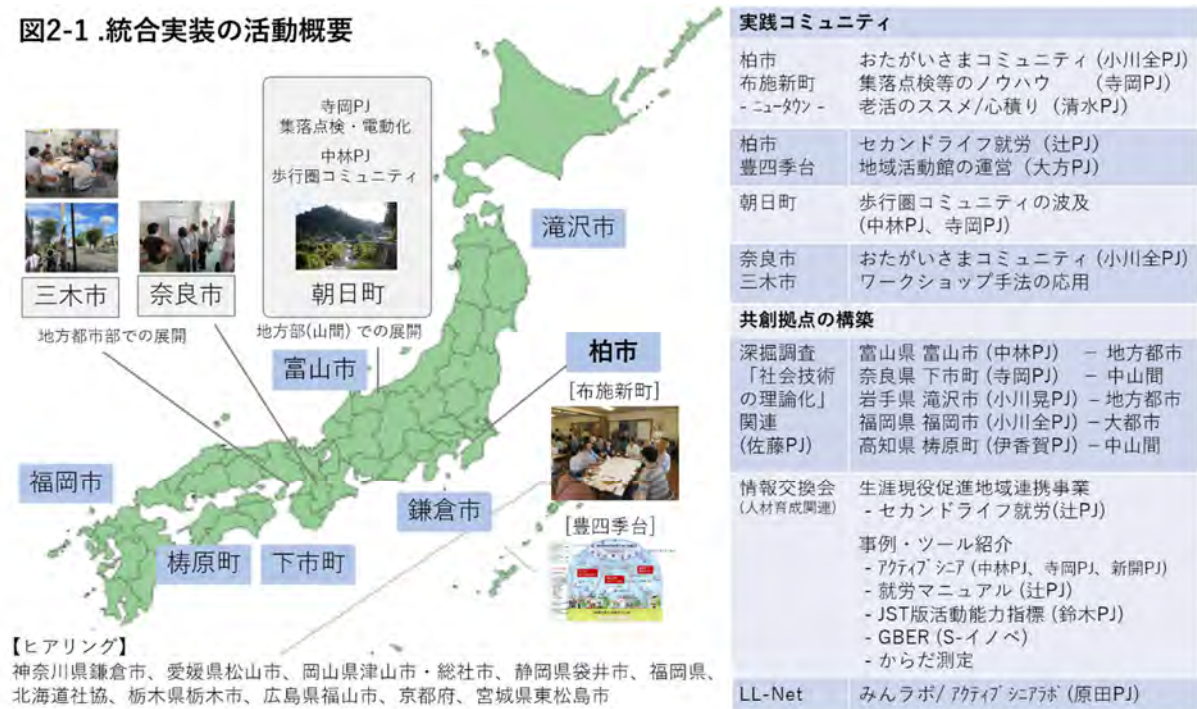 図2-1 .統合実装の活動概要
寺岡PJ
集落点検・電動化
中林PJ
歩行圏コミュニティ
朝日町
三木市
奈良市
地方都市部での展開
地方部(山間) での展開
滝沢市
富山市
柏市
[布施新町]
福岡市
鎌倉市
[豊四季台]
梼原町
下市町
【ヒアリング】
神奈川県鎌倉市、愛媛県松山市、岡山県津山市・総社市、静岡県袋井市、福岡県、
北海道社協、栃木県栃木市、広島県福山市、京都府、宮城県東松島市
実践コミュニティ
柏市 おたがいさまコミュニティ (小川全PJ)
布施新町 集落点検等のノウハウ (寺岡PJ)
- ニュータウン - 老活のススメ/心積り (清水PJ)
柏市 セカンドライフ就労 (辻PJ)
豊四季台 地域活動館の運営 (大方PJ)
朝日町 歩行圏コミュニティの波及
(中林PJ、寺岡PJ)
奈良市 おたがいさまコミュニティ (小川全PJ)
三木市 ワークショップ手法の応用
共創拠点の構築
深掘調査 富山県 富山市 (中林PJ) － 地方都市
「社会技術 奈良県 下市町 (寺岡PJ) － 中山間
の理論化」 岩手県 滝沢市 (小川晃PJ) －地方都市
関連 福岡県 福岡市 (小川全PJ) －大都市
(佐藤PJ) 高知県 梼原町 (伊香賀PJ) －中山間
情報交換会 生涯現役促進地域連携事業
(人材育成関連) - セカンドライフ就労(辻PJ)
事例・ツール紹介
- ｱｸﾃｨﾌﾞ ｼﾆｱ (中林PJ、寺岡PJ、新開PJ)
- 就労マニュアル (辻PJ)
- JST版活動能力指標 (鈴木PJ)
- GBER (S-イノベ)
- からだ測定
LL-Net みんラボ/ ｱｸﾃｨﾌﾞ ｼﾆｱﾗﾎﾞ (原田PJ)